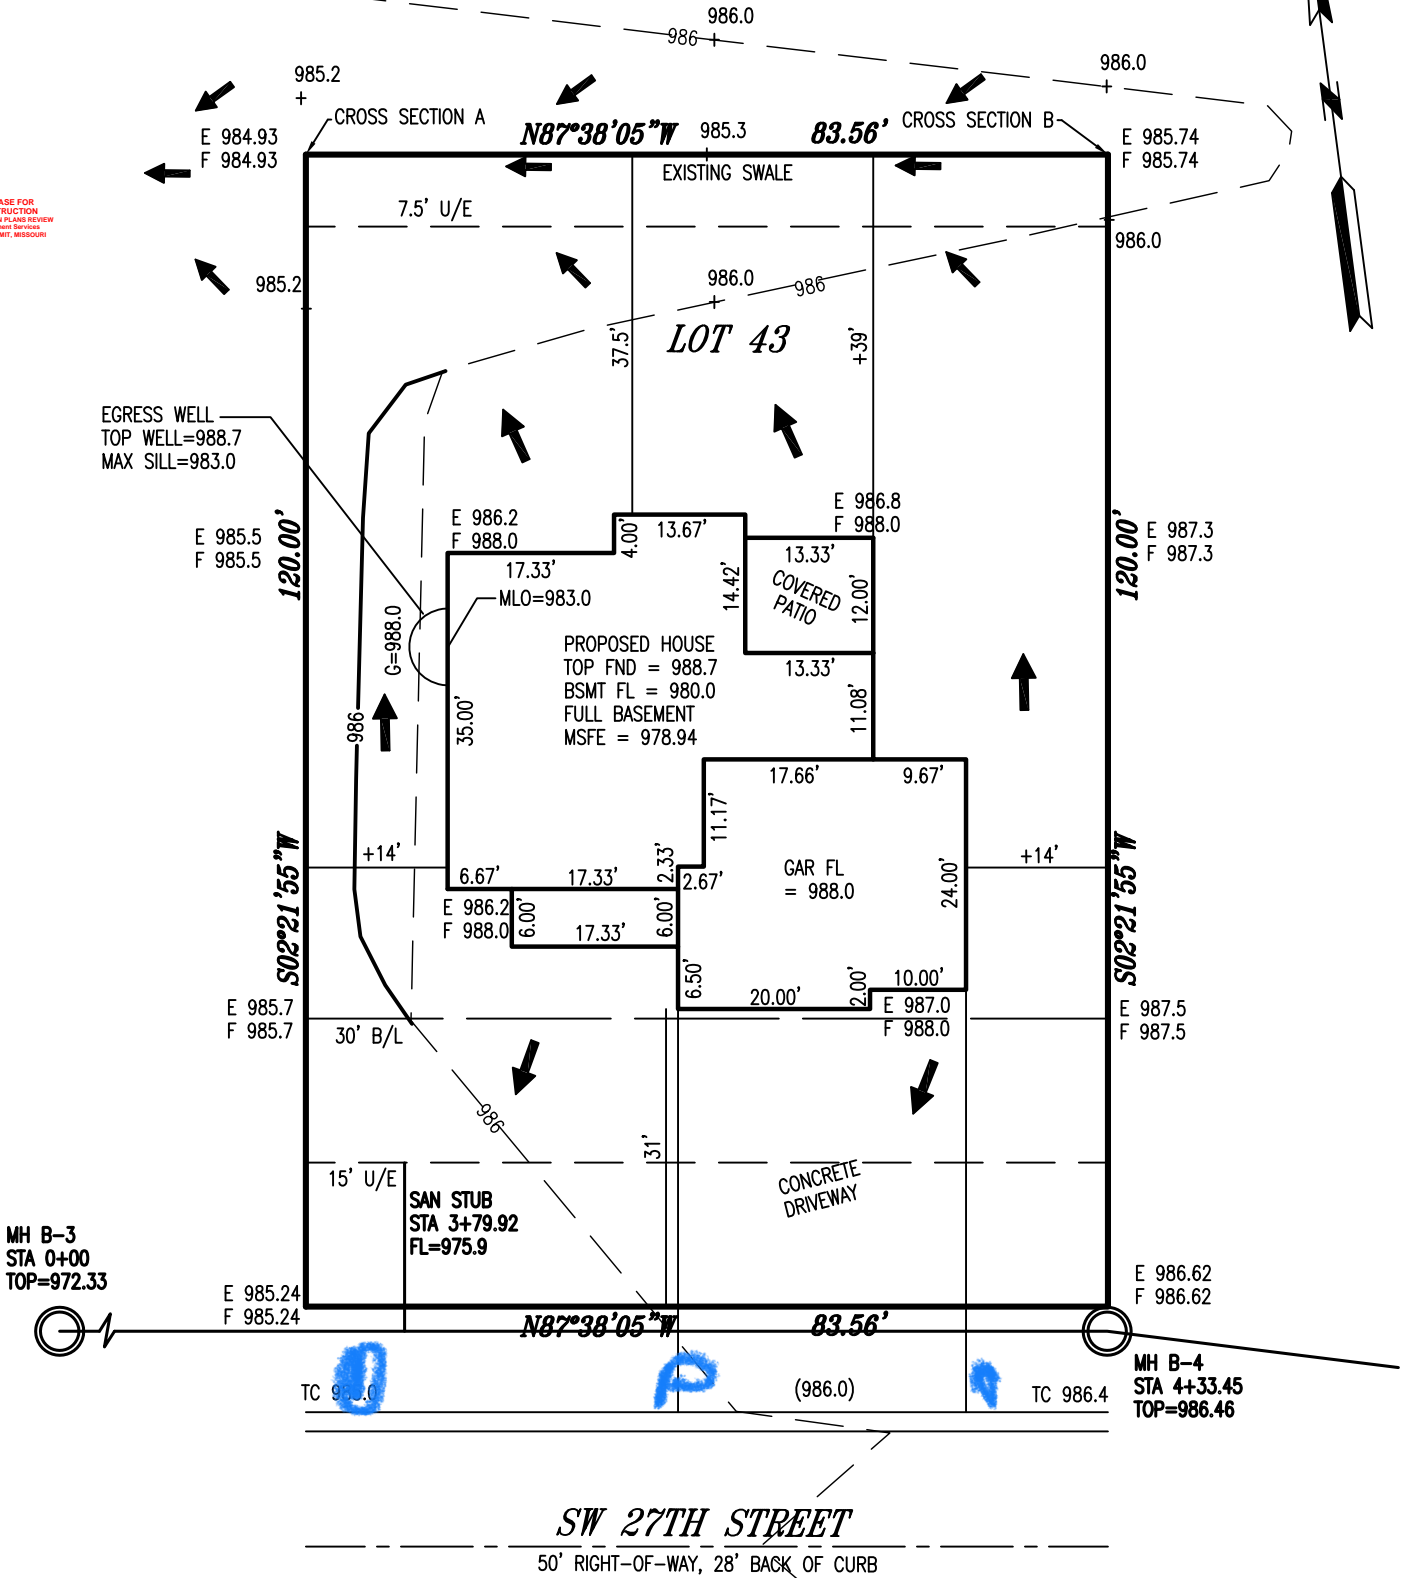 986.0
986
986.0
985.2
CROSS SECTION A
N87°38'05"W
985.3
83.56'
CROSS SECTION B
E 984.93
F 984.93
E 985.74
F 985.74
EXISTING SWALE
7.5' U/E
986.0
985.2
986.0
986
LOT 43
37.5'
+39'
EGRESS WELL
TOP WELL=988.7
MAX SILL=983.0
E 985.5
F 985.5
120.00'
E 986.2
F 988.0
4.00'
13.67'
E 986.8
F 988.0
120.00'
E 987.3
F 987.3
17.33'
13.33'
14.42'
COVERED
PATIO
12.00'
MLO=983.0
G=988.0
PROPOSED HOUSE
TOP FND = 988.7
BSMT FL = 980.0
FULL BASEMENT
MSFE = 978.94
13.33'
11.08'
986
35.00'
17.66'
9.67'
11.17'
+14'
6.67'
17.33'
2.33'
2.67'
GAR FL
= 988.0
24.00'
+14'
S02°21'55"W
S02°21'55"W
E 986.2
F 988.0
6.00'
17.33'
6.00'
6.50'
20.00'
2.00'
10.00'
E 985.7
F 985.7
30' B/L
E 987.0
F 988.0
E 987.5
F 987.5
986
31'
15' U/E
SAN STUB
STA 3+79.92
FL=975.9
CONCRETE
DRIVEWAY
MH B-3
STA 0+00
TOP=972.33
E 985.24
F 985.24
E 986.62
F 986.62
N87°38'05"W
83.56'
TC
(986.0)
TC 986.4
MH B-4
STA 4+33.45
TOP=986.46
SW 27TH STREET
50' RIGHT-OF-WAY, 28' BACK OF CURB